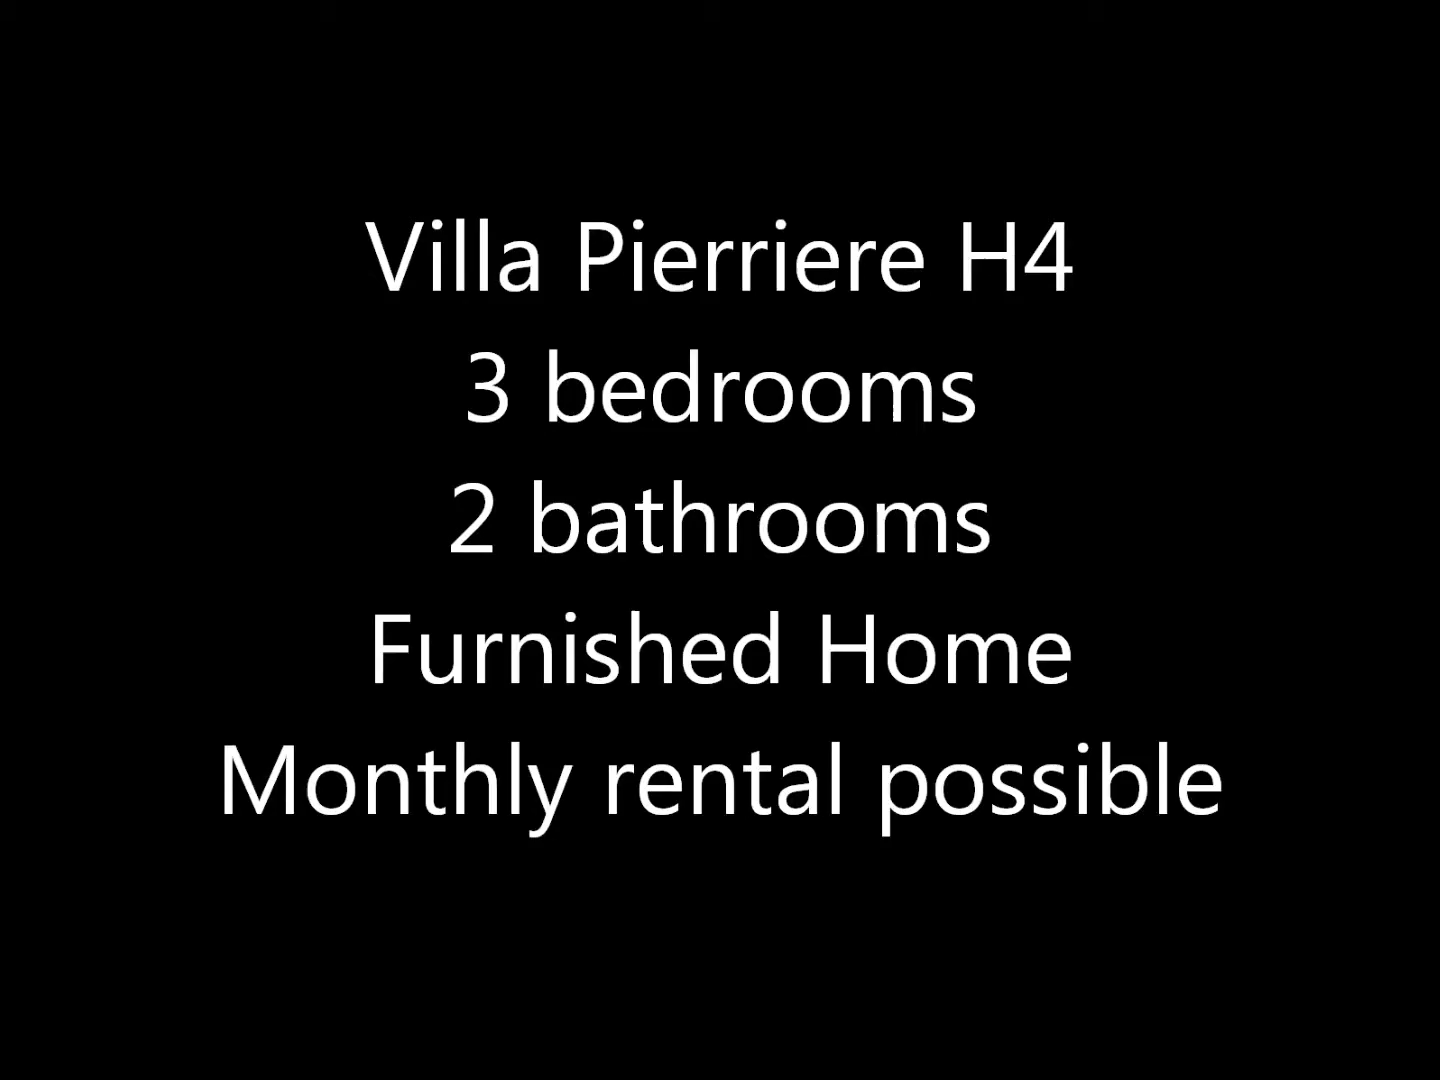 Villa Pierriere H4
3 bedrooms
2 bathrooms
Furnished Home
Monthly rental possible